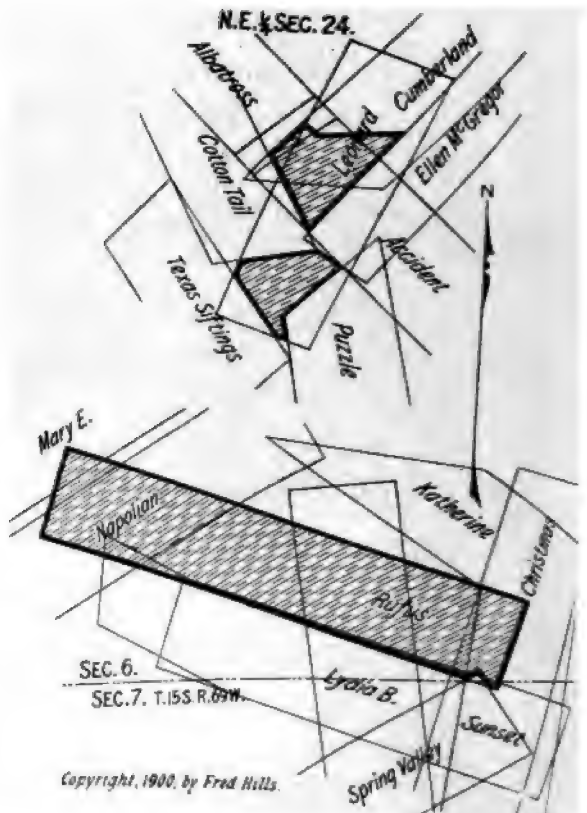 N.E.¼ SEC. 24.
Albatross
Cumberland
Ellen McGregor
Leonard
Cotton Tail
Accident
Texas Siftings
Puzzle
N
Mary E.
Napolian
Katharine
Christmas
Rufus
SEC. 6.
Lydia B.
SEC. 7. T.15 S. R.69 W.
Sunset
Spring Valley
Copyright, 1900, by Fred Hills.